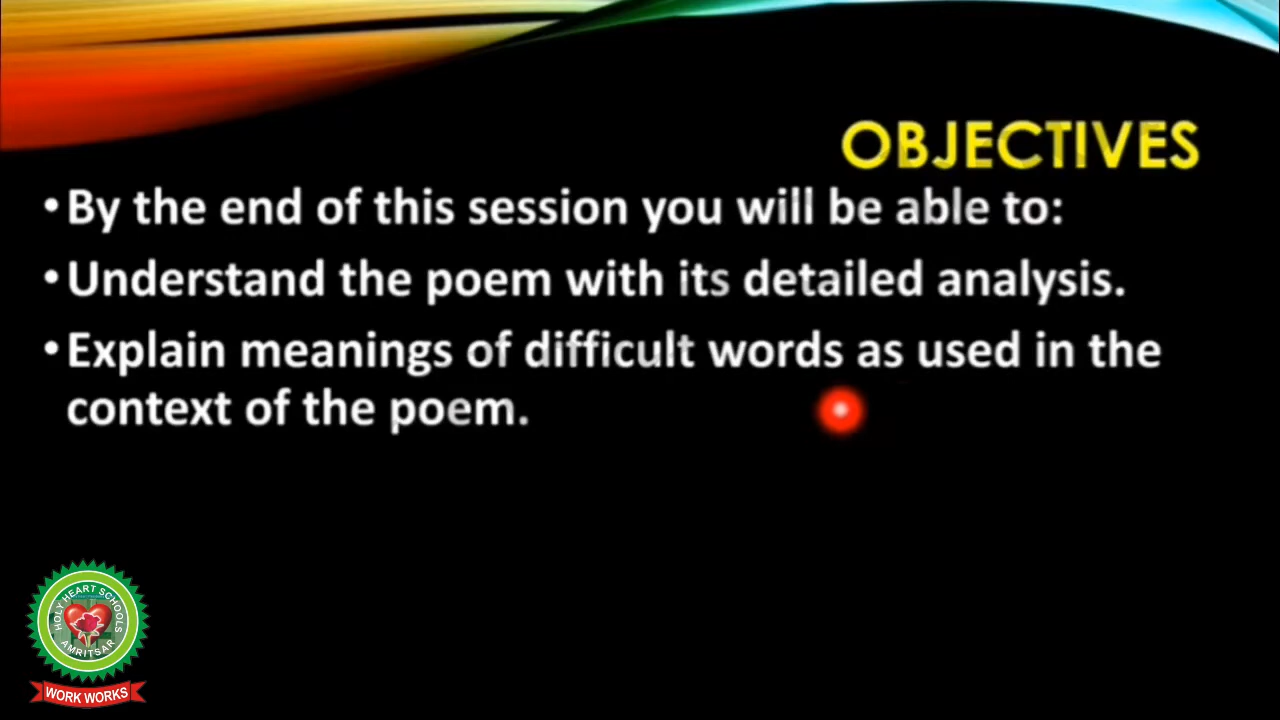 OBJECTIVES
• By the end of this session you will be able to:
• Understand the poem with its detailed analysis.
• Explain meanings of difficult words as used in the
context of the poem.
HOLY HEART SCHOOLS
AMRITSAR
WORK WORKS